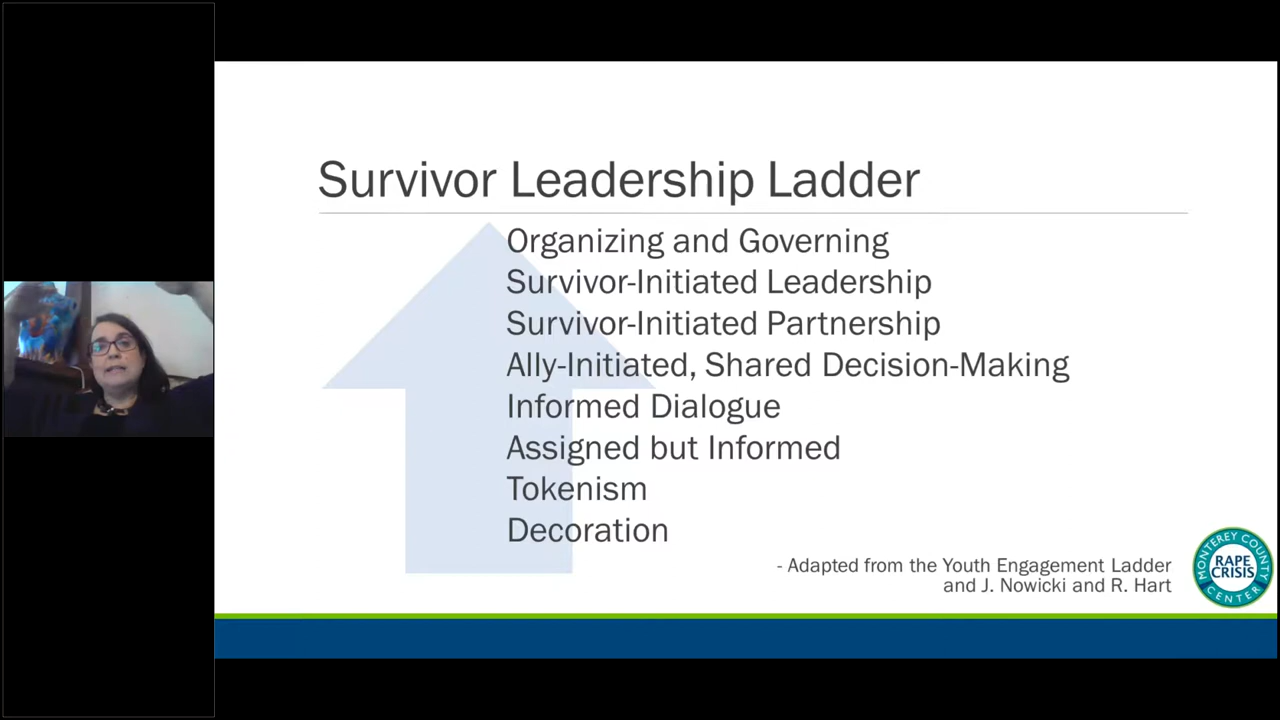 Survivor Leadership Ladder
Organizing and Governing
Survivor-Initiated Leadership
Survivor-Initiated Partnership
Ally-Initiated, Shared Decision-Making
Informed Dialogue
Assigned but Informed
Tokenism
Decoration
- Adapted from the Youth Engagement Ladder
and J. Nowicki and R. Hart
MONTEREY COUNTY
RAPE
CRISIS
CENTER